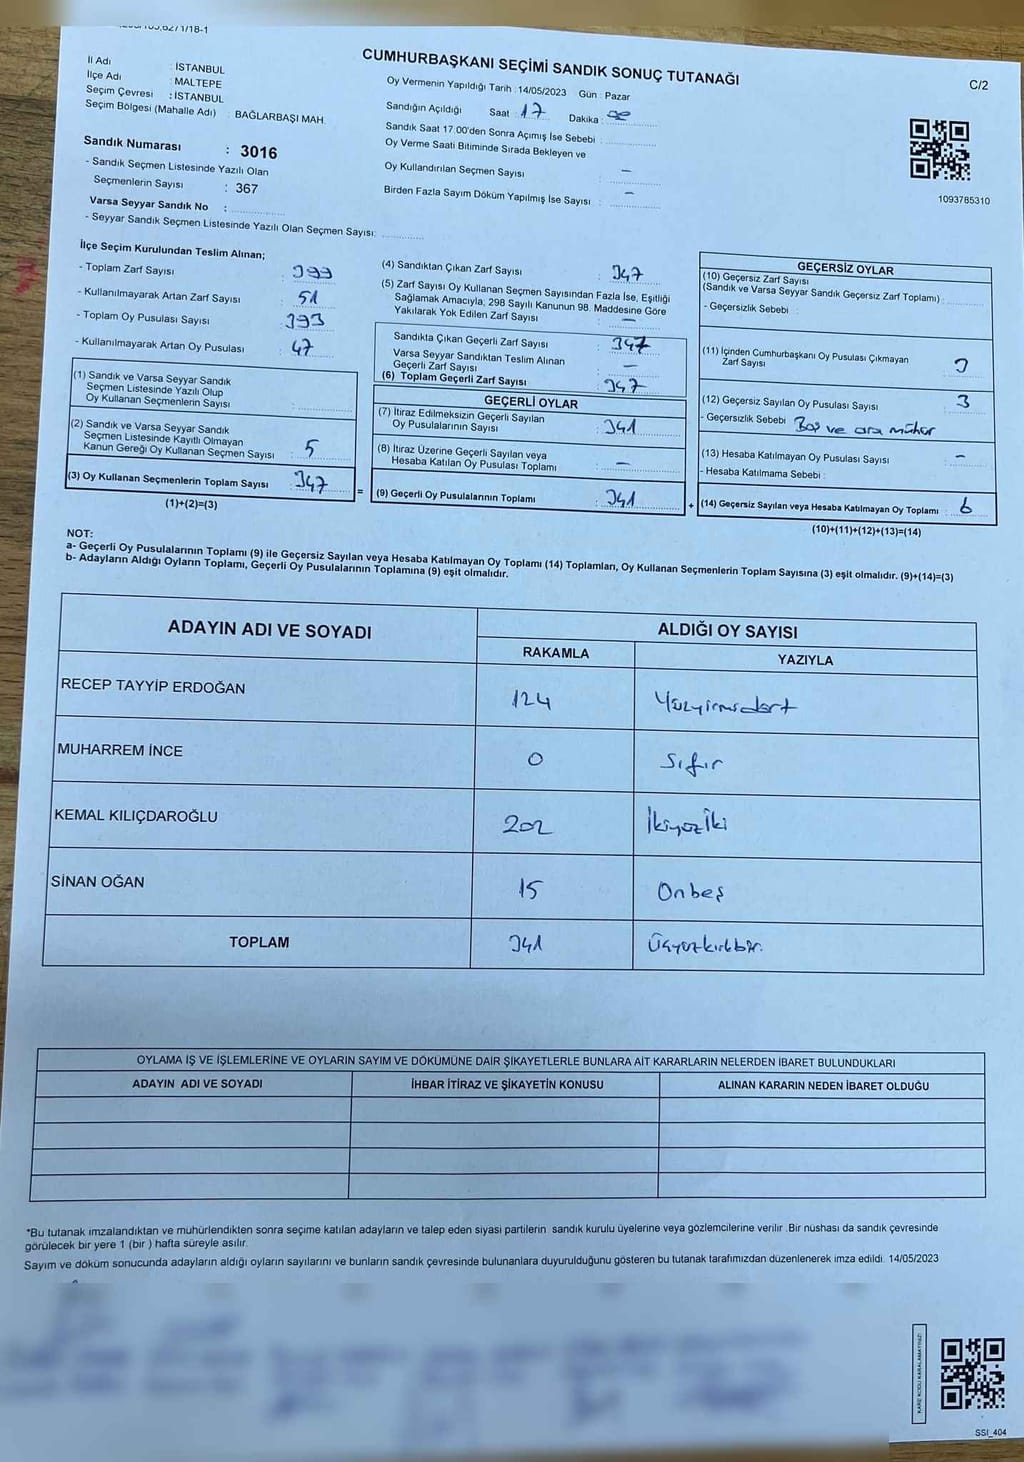 CUMHURBAŞKANI SEÇİMİ SANDIK SONUÇ TUTANAĞI
C/2
İl Adı : İSTANBUL
İlçe Adı : MALTEPE
Seçim Çevresi : İSTANBUL
Seçim Bölgesi (Mahalle Adı) : BAĞLARBAŞI MAH.
Sandık Numarası : 3016
- Sandık Seçmen Listesinde Yazılı Olan
Seçmenlerin Sayısı : 367
Varsa Seyyar Sandık No :
- Seyyar Sandık Seçmen Listesinde Yazılı Olan Seçmen Sayısı:
Oy Vermenin Yapıldığı Tarih : 14/05/2023 Gün : Pazar
Sandığın Açıldığı Saat : 17 Dakika :
Sandık Saat 17:00'den Sonra Açımış İse Sebebi :
Oy Verme Saati Bitiminde Sırada Bekleyen ve
Oy Kullandırılan Seçmen Sayısı : –
Birden Fazla Sayım Döküm Yapılmış İse Sayısı : –
1093785310
İlçe Seçim Kurulundan Teslim Alınan;
- Toplam Zarf Sayısı : 399
- Kullanılmayarak Artan Zarf Sayısı : 51
- Toplam Oy Pusulası Sayısı : 393
- Kullanılmayarak Artan Oy Pusulası : 47
(1) Sandık ve Varsa Seyyar Sandık
Seçmen Listesinde Yazılı Olup
Oy Kullanan Seçmenlerin Sayısı :
(2) Sandık ve Varsa Seyyar Sandık
Seçmen Listesinde Kayıtlı Olmayan
Kanun Gereği Oy Kullanan Seçmen Sayısı : 5
(3) Oy Kullanan Seçmenlerin Toplam Sayısı : 347
(1)+(2)=(3)
(4) Sandıktan Çıkan Zarf Sayısı : 347
(5) Zarf Sayısı Oy Kullanan Seçmen Sayısından Fazla İse, Eşitliği
Sağlamak Amacıyla; 298 Sayılı Kanunun 98. Maddesine Göre
Yakılarak Yok Edilen Zarf Sayısı : –
Sandıkta Çıkan Geçerli Zarf Sayısı : 347
Varsa Seyyar Sandıktan Teslim Alınan
Geçerli Zarf Sayısı : –
(6) Toplam Geçerli Zarf Sayısı : 347
GEÇERLİ OYLAR
(7) İtiraz Edilmeksizin Geçerli Sayılan
Oy Pusulalarının Sayısı : 341
(8) İtiraz Üzerine Geçerli Sayılan veya
Hesaba Katılan Oy Pusulası Toplamı : –
= (9) Geçerli Oy Pusulalarının Toplamı : 341
GEÇERSİZ OYLAR
(10) Geçersiz Zarf Sayısı
(Sandık ve Varsa Seyyar Sandık Geçersiz Zarf Toplamı) :
- Geçersizlik Sebebi :
(11) İçinden Cumhurbaşkanı Oy Pusulası Çıkmayan
Zarf Sayısı : 3
(12) Geçersiz Sayılan Oy Pusulası Sayısı : 3
- Geçersizlik Sebebi : Boş ve ara mühür
(13) Hesaba Katılmayan Oy Pusulası Sayısı : –
- Hesaba Katılmama Sebebi :
+ (14) Geçersiz Sayılan veya Hesaba Katılmayan Oy Toplamı : 6
(10)+(11)+(12)+(13)=(14)
NOT:
a- Geçerli Oy Pusulalarının Toplamı (9) ile Geçersiz Sayılan veya Hesaba Katılmayan Oy Toplamı (14) Toplamları, Oy Kullanan Seçmenlerin Toplam Sayısına (3) eşit olmalıdır. (9)+(14)=(3)
b- Adayların Aldığı Oyların Toplamı, Geçerli Oy Pusulalarının Toplamına (9) eşit olmalıdır.
ADAYIN ADI VE SOYADI ALDIĞI OY SAYISI
RAKAMLA YAZIYLA
RECEP TAYYİP ERDOĞAN 124 Yüzyirmidört
MUHARREM İNCE 0 Sıfır
KEMAL KILIÇDAROĞLU 202 İkiyüzİki
SİNAN OĞAN 15 Onbeş
TOPLAM 341 Üçyüzkırkbir.
OYLAMA İŞ VE İŞLEMLERİNE VE OYLARIN SAYIM VE DÖKÜMÜNE DAİR ŞİKAYETLERLE BUNLARA AİT KARARLARIN NELERDEN İBARET BULUNDUKLARI
ADAYIN ADI VE SOYADI İHBAR İTİRAZ VE ŞİKAYETİN KONUSU ALINAN KARARIN NEDEN İBARET OLDUĞU
*Bu tutanak imzalandıktan ve mühürlendikten sonra seçime katılan adayların ve talep eden siyasi partilerin sandık kurulu üyelerine veya gözlemcilerine verilir. Bir nüshası da sandık çevresinde
görülecek bir yere 1 (bir ) hafta süreyle asılır.
Sayım ve döküm sonucunda adayların aldığı oyların sayılarını ve bunların sandık çevresinde bulunanlara duyurulduğunu gösteren bu tutanak tarafımızdan düzenlenerek imza edildi. 14/05/2023
KARE KODU KARALAMAYINIZ!
SSI_404